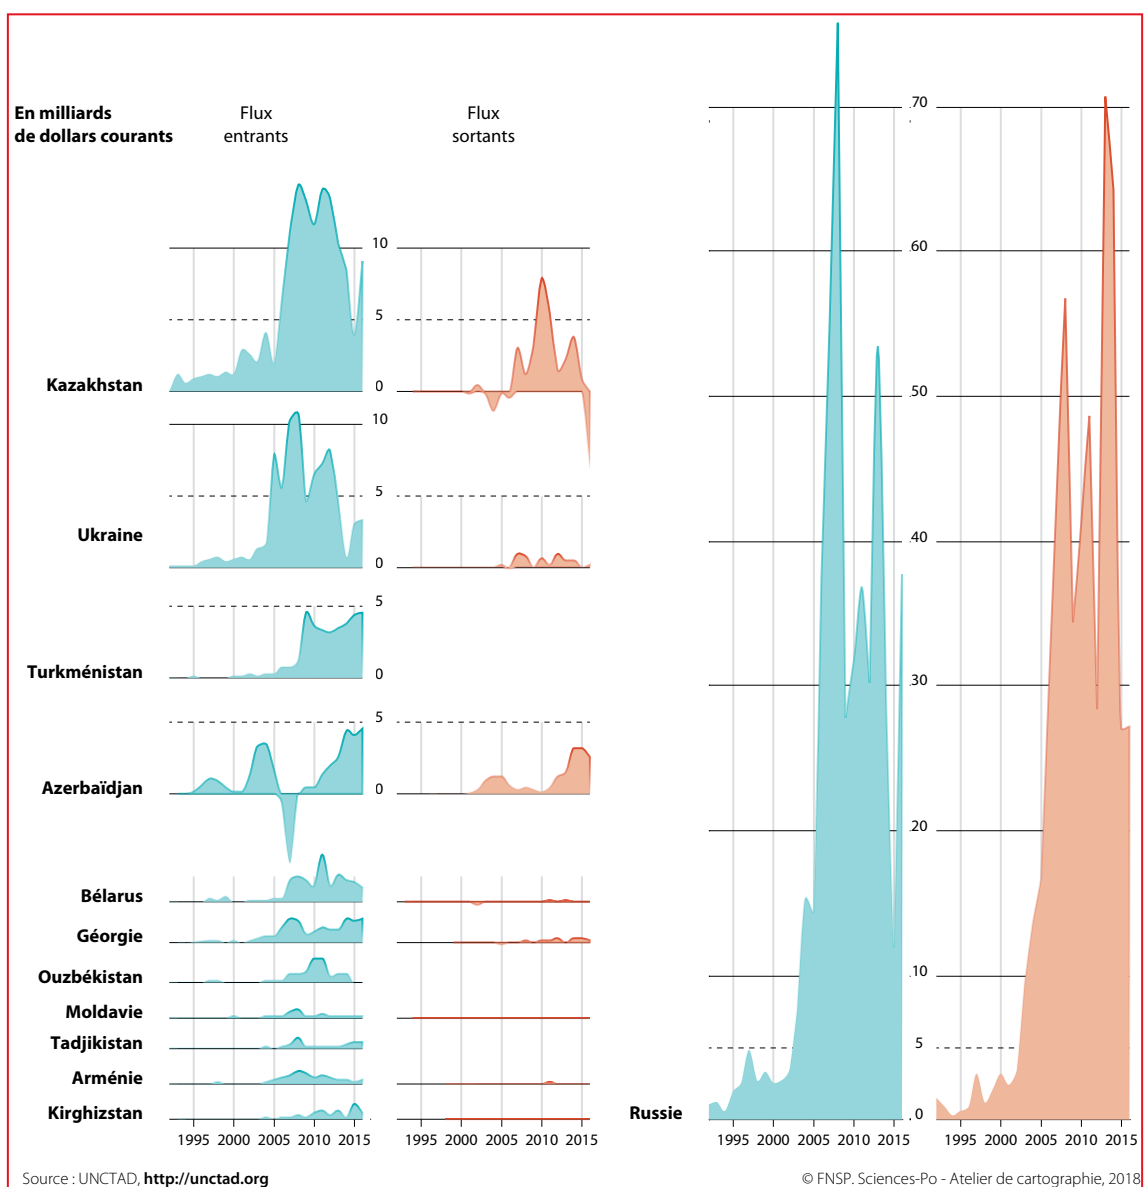 En milliards
de dollars courants
Flux
entrants
Flux
sortants
10
5
0
Kazakhstan
10
5
0
Ukraine
5
0
Turkménistan
5
0
Azerbaïdjan
Bélarus
Géorgie
Ouzbékistan
Moldavie
Tadjikistan
Arménie
Kirghizstan
1995 2000 2005 2010 2015
1995 2000 2005 2010 2015
70
60
50
40
30
20
10
5
0
Russie
1995 2000 2005 2010 2015
1995 2000 2005 2010 2015
Source : UNCTAD, http://unctad.org
© FNSP. Sciences-Po - Atelier de cartographie, 2018